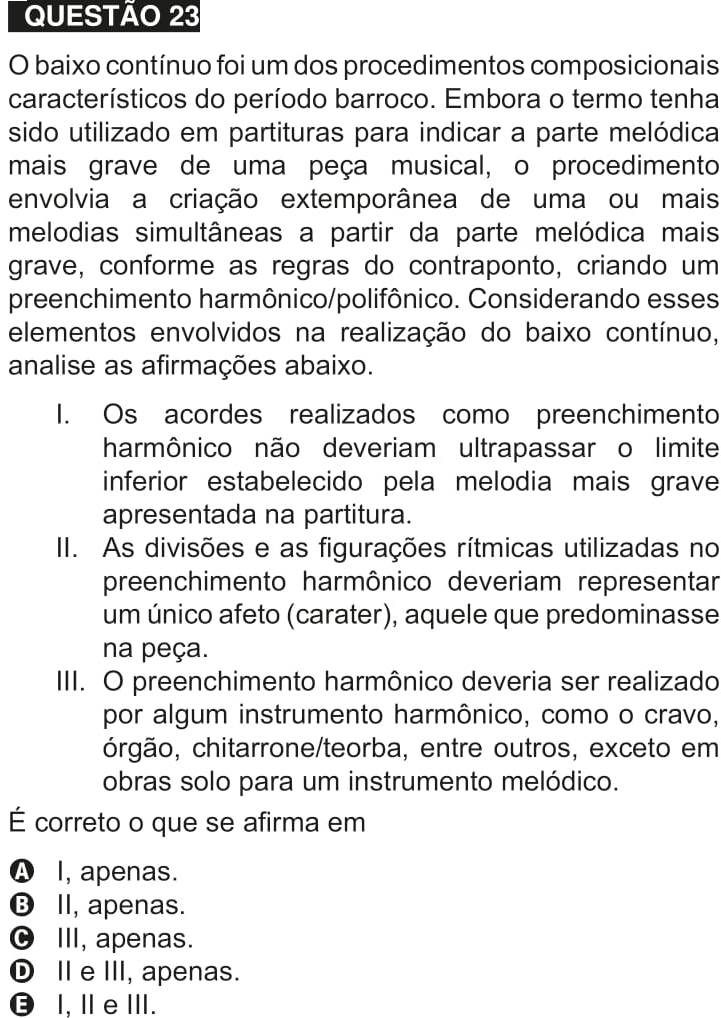 QUESTÃO 23
O baixo contínuo foi um dos procedimentos composicionais
característicos do período barroco. Embora o termo tenha
sido utilizado em partituras para indicar a parte melódica
mais grave de uma peça musical, o procedimento
envolvia a criação extemporânea de uma ou mais
melodias simultâneas a partir da parte melódica mais
grave, conforme as regras do contraponto, criando um
preenchimento harmônico/polifônico. Considerando esses
elementos envolvidos na realização do baixo contínuo,
analise as afirmações abaixo.
I. Os acordes realizados como preenchimento
harmônico não deveriam ultrapassar o limite
inferior estabelecido pela melodia mais grave
apresentada na partitura.
II. As divisões e as figurações rítmicas utilizadas no
preenchimento harmônico deveriam representar
um único afeto (carater), aquele que predominasse
na peça.
III. O preenchimento harmônico deveria ser realizado
por algum instrumento harmônico, como o cravo,
órgão, chitarrone/teorba, entre outros, exceto em
obras solo para um instrumento melódico.
É correto o que se afirma em
A I, apenas.
B II, apenas.
C III, apenas.
D II e III, apenas.
E I, II e III.